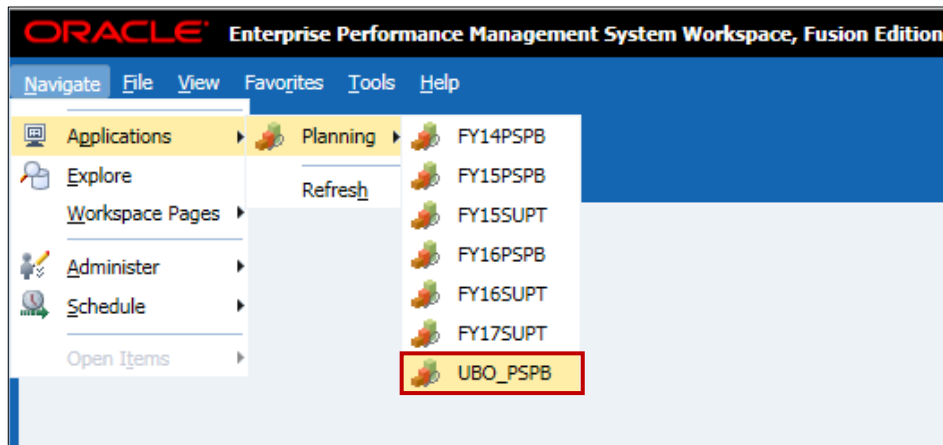 ORACLE Enterprise Performance Management System Workspace, Fusion Edition
Navigate File View Favorites Tools Help
Applications
Explore
Workspace Pages
Administer
Schedule
Open Items
Planning
Refresh
FY14PSPB
FY15PSPB
FY15SUPT
FY16PSPB
FY16SUPT
FY17SUPT
UBO_PSPB